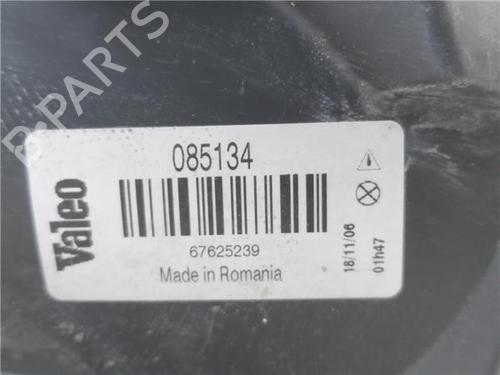 B-PARTS
Valeo
085134
67625239
Made in Romania
18/11/06
01h47